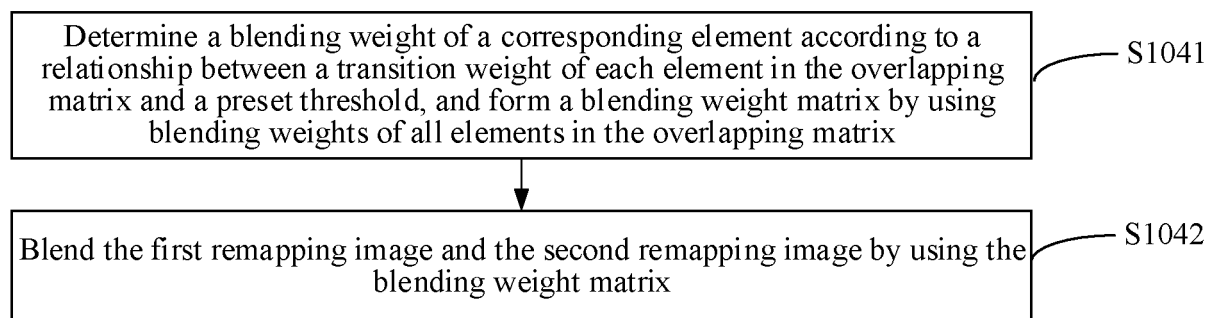 Determine a blending weight of a corresponding element according to a
relationship between a transition weight of each element in the overlapping
matrix and a preset threshold, and form a blending weight matrix by using
blending weights of all elements in the overlapping matrix
S1041
Blend the first remapping image and the second remapping image by using the
blending weight matrix
S1042